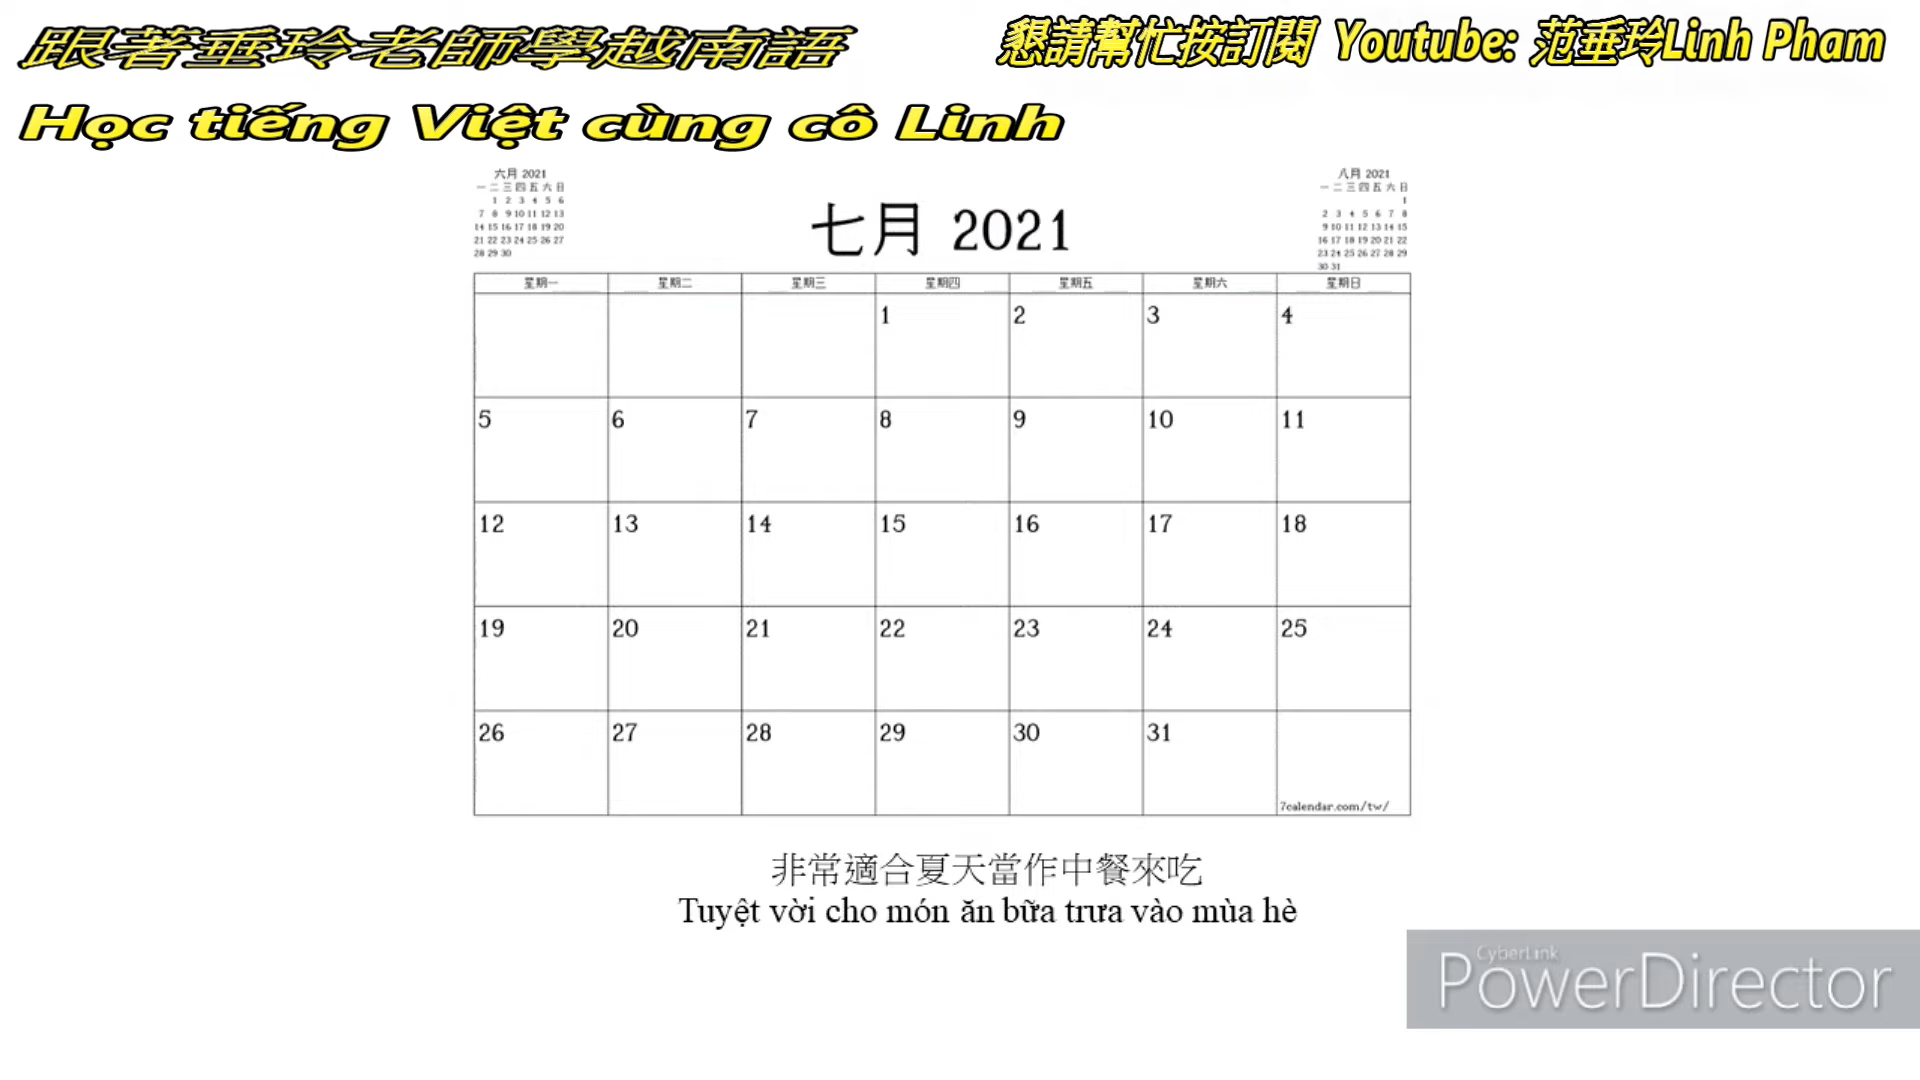 跟著垂玲老師學越南語
懇請幫忙按訂閱 Youtube: 范垂玲Linh Pham
Học tiếng Việt cùng cô Linh
六月 2021
一 二 三 四 五 六 日
1 2 3 4 5 6
7 8 9 10 11 12 13
14 15 16 17 18 19 20
21 22 23 24 25 26 27
28 29 30
七月 2021
八月 2021
一 二 三 四 五 六 日
1
2 3 4 5 6 7 8
9 10 11 12 13 14 15
16 17 18 19 20 21 22
23 24 25 26 27 28 29
30 31
星期一 星期二 星期三 星期四 星期五 星期六 星期日
1 2 3 4
5 6 7 8 9 10 11
12 13 14 15 16 17 18
19 20 21 22 23 24 25
26 27 28 29 30 31
7calendar.com/tw/
非常適合夏天當作中餐來吃
Tuyệt vời cho món ăn bữa trưa vào mùa hè
CyberLink
PowerDirector